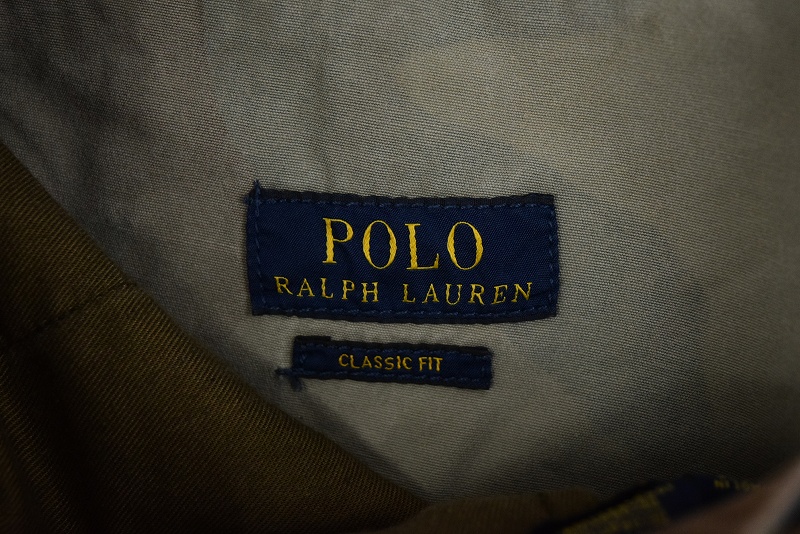 POLO
RALPH LAUREN
CLASSIC FIT